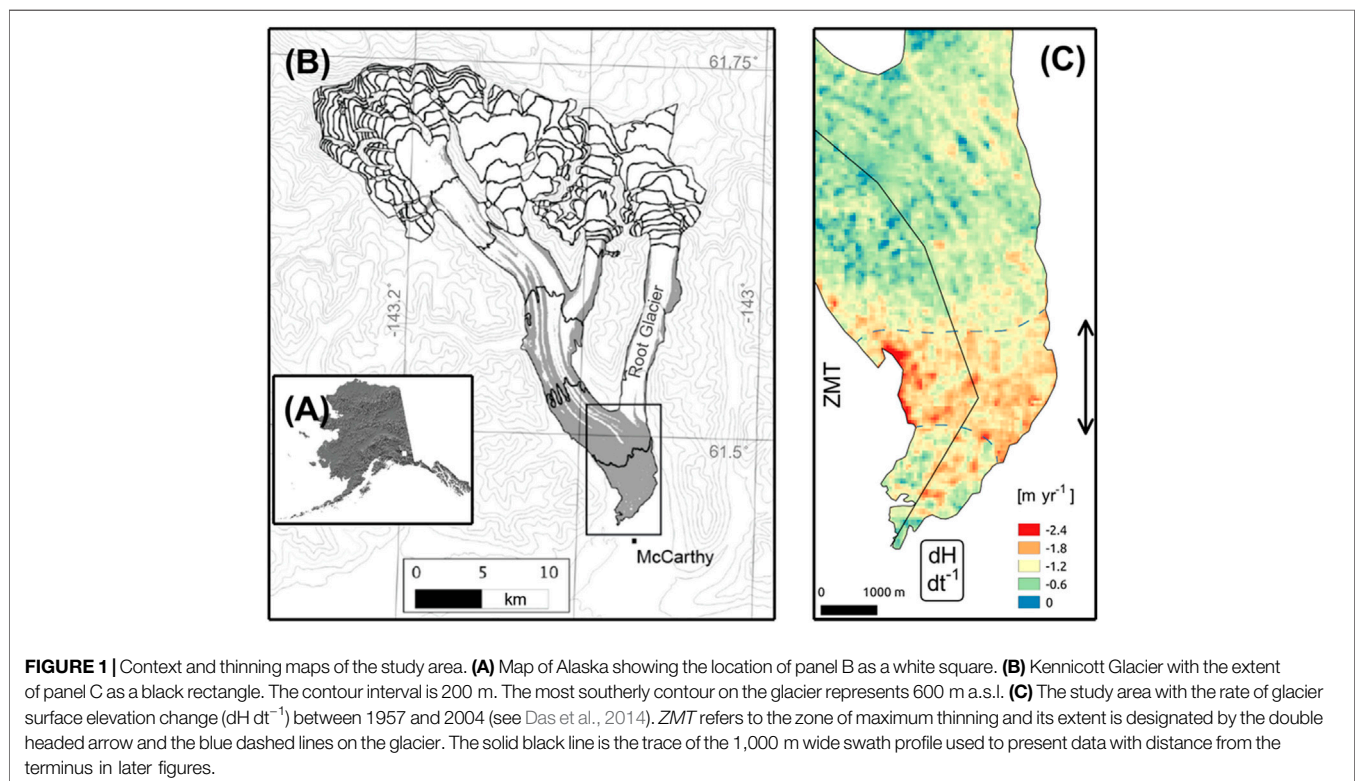 (B)
61.75°
-143.2°
-143°
Root Glacier
61.5°
(A)
McCarthy
0 5 10
km
(C)
ZMT
[m yr-1]
-2.4
-1.8
-1.2
-0.6
0
dH
dt-1
0 1000 m
FIGURE 1 | Context and thinning maps of the study area. (A) Map of Alaska showing the location of panel B as a white square. (B) Kennicott Glacier with the extent
of panel C as a black rectangle. The contour interval is 200 m. The most southerly contour on the glacier represents 600 m a.s.l. (C) The study area with the rate of glacier
surface elevation change (dH dt−1) between 1957 and 2004 (see Das et al., 2014). ZMT refers to the zone of maximum thinning and its extent is designated by the double
headed arrow and the blue dashed lines on the glacier. The solid black line is the trace of the 1,000 m wide swath profile used to present data with distance from the
terminus in later figures.